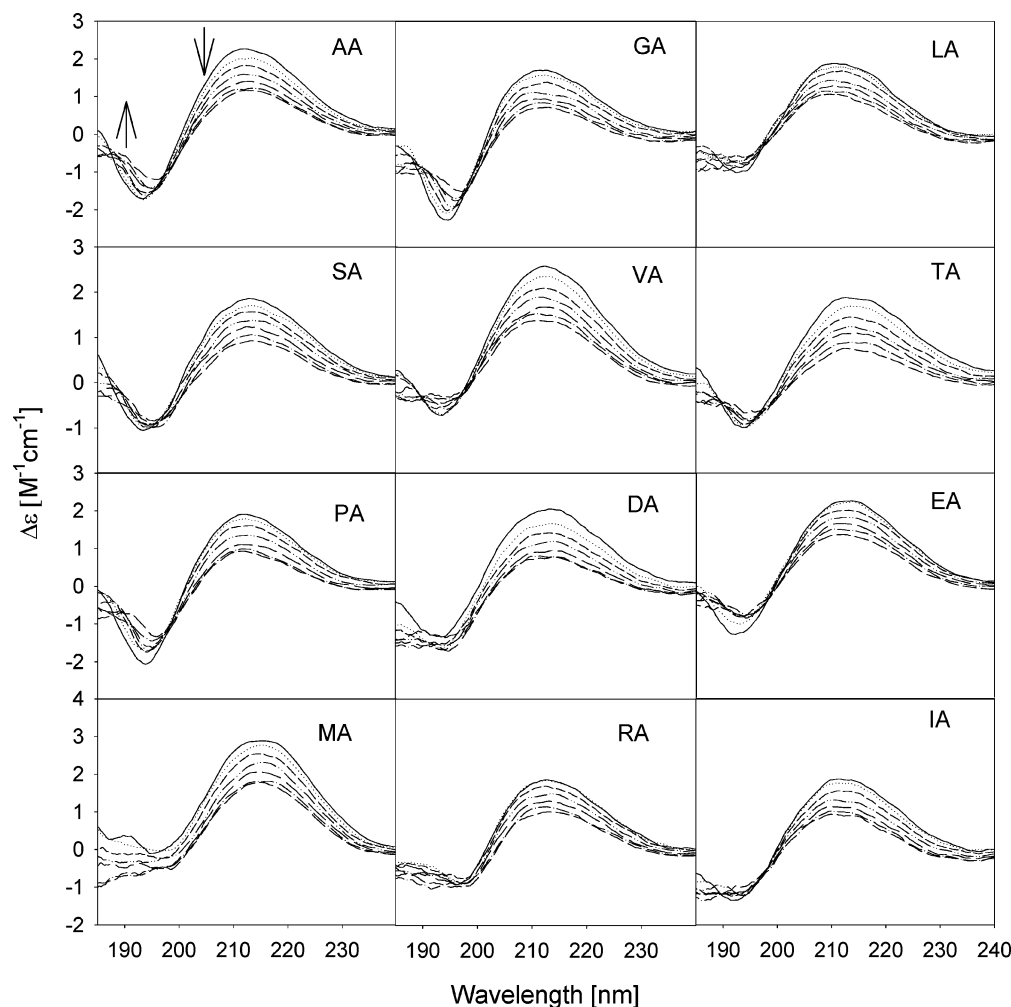 3
2
1
0
-1
-2
AA
GA
LA
3
2
1
0
-1
SA
VA
TA
3
2
1
0
-1
-2
PA
DA
EA
4
3
2
1
0
-1
-2
MA
RA
IA
Δε [M⁻¹cm⁻¹]
190 200 210 220 230
190 200 210 220 230
190 200 210 220 230 240
Wavelength [nm]